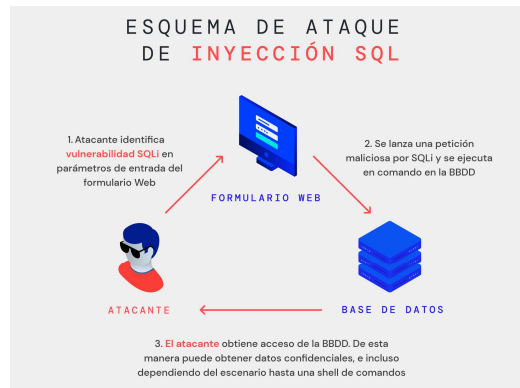 ESQUEMA DE ATAQUE
DE INYECCIÓN SQL
1. Atacante identifica
vulnerabilidad SQLi en
parámetros de entrada del
formulario Web
2. Se lanza una petición
maliciosa por SQLi y se ejecuta
en comando en la BBDD
FORMULARIO WEB
ATACANTE
BASE DE DATOS
3. El atacante obtiene acceso de la BBDD. De esta
manera puede obtener datos confidenciales, e incluso
dependiendo del escenario hasta una shell de comandos